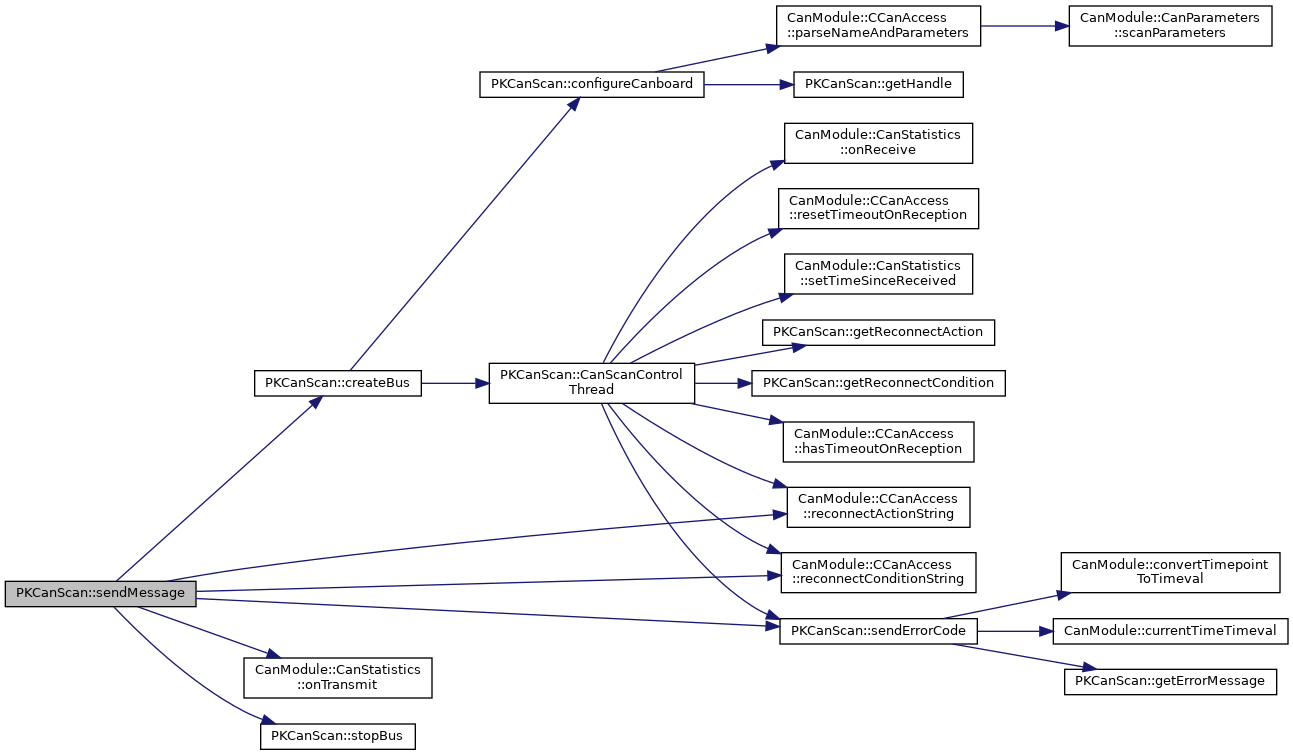 CanModule::CCanAccess
::parseNameAndParameters
CanModule::CanParameters
::scanParameters
PKCanScan::configureCanboard
PKCanScan::getHandle
CanModule::CanStatistics
::onReceive
CanModule::CCanAccess
::resetTimeoutOnReception
CanModule::CanStatistics
::setTimeSinceReceived
PKCanScan::getReconnectAction
PKCanScan::createBus
PKCanScan::CanScanControl
Thread
PKCanScan::getReconnectCondition
CanModule::CCanAccess
::hasTimeoutOnReception
CanModule::CCanAccess
::reconnectActionString
CanModule::CCanAccess
::reconnectConditionString
CanModule::convertTimepoint
ToTimeval
PKCanScan::sendMessage
PKCanScan::sendErrorCode
CanModule::currentTimeTimeval
CanModule::CanStatistics
::onTransmit
PKCanScan::getErrorMessage
PKCanScan::stopBus